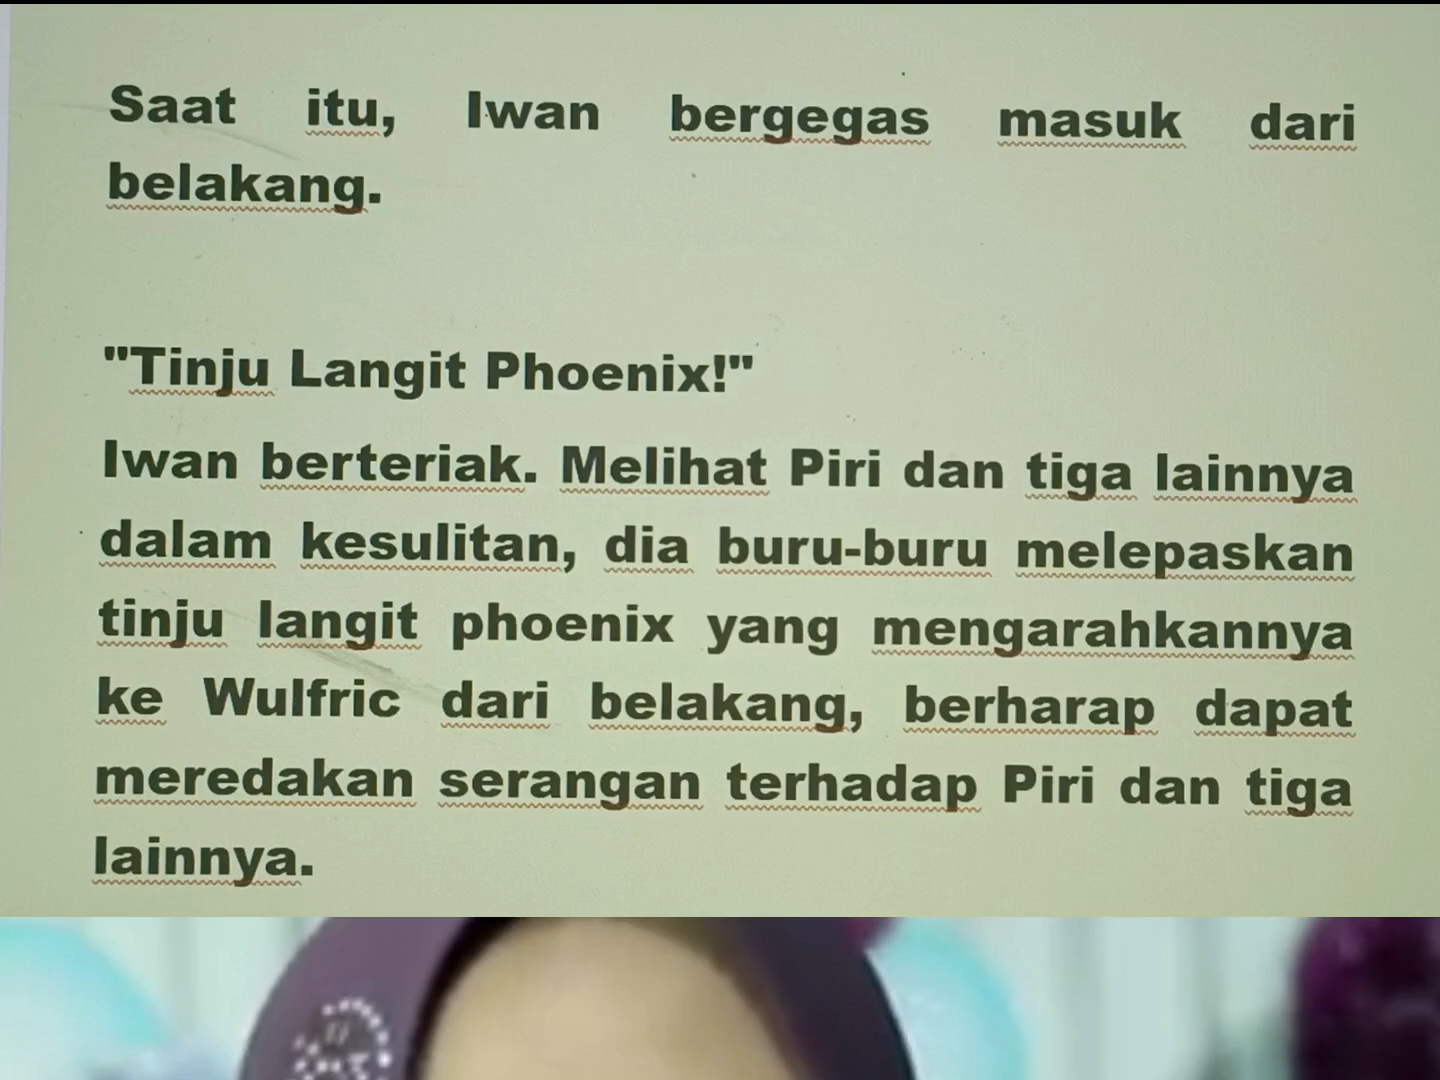 Saat itu, Iwan bergegas masuk dari
belakang.
"Tinju Langit Phoenix!"
Iwan berteriak. Melihat Piri dan tiga lainnya
dalam kesulitan, dia buru-buru melepaskan
tinju langit phoenix yang mengarahkannya
ke Wulfric dari belakang, berharap dapat
meredakan serangan terhadap Piri dan tiga
lainnya.